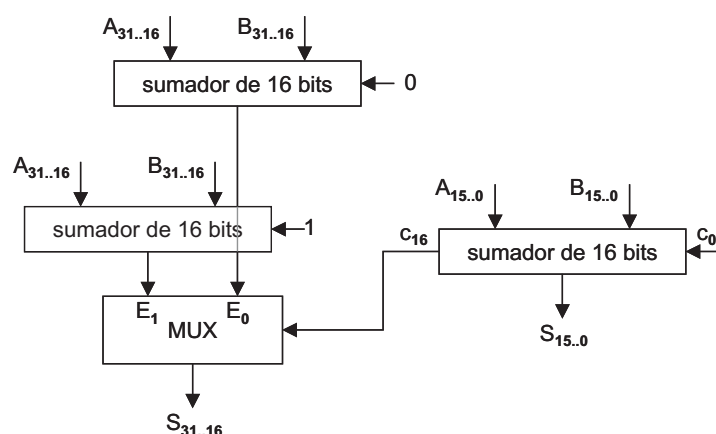 A31..16 B31..16
sumador de 16 bits 0
A31..16 B31..16
sumador de 16 bits 1
A15..0 B15..0
C16 sumador de 16 bits C0
E1 E0
MUX
S15..0
S31..16